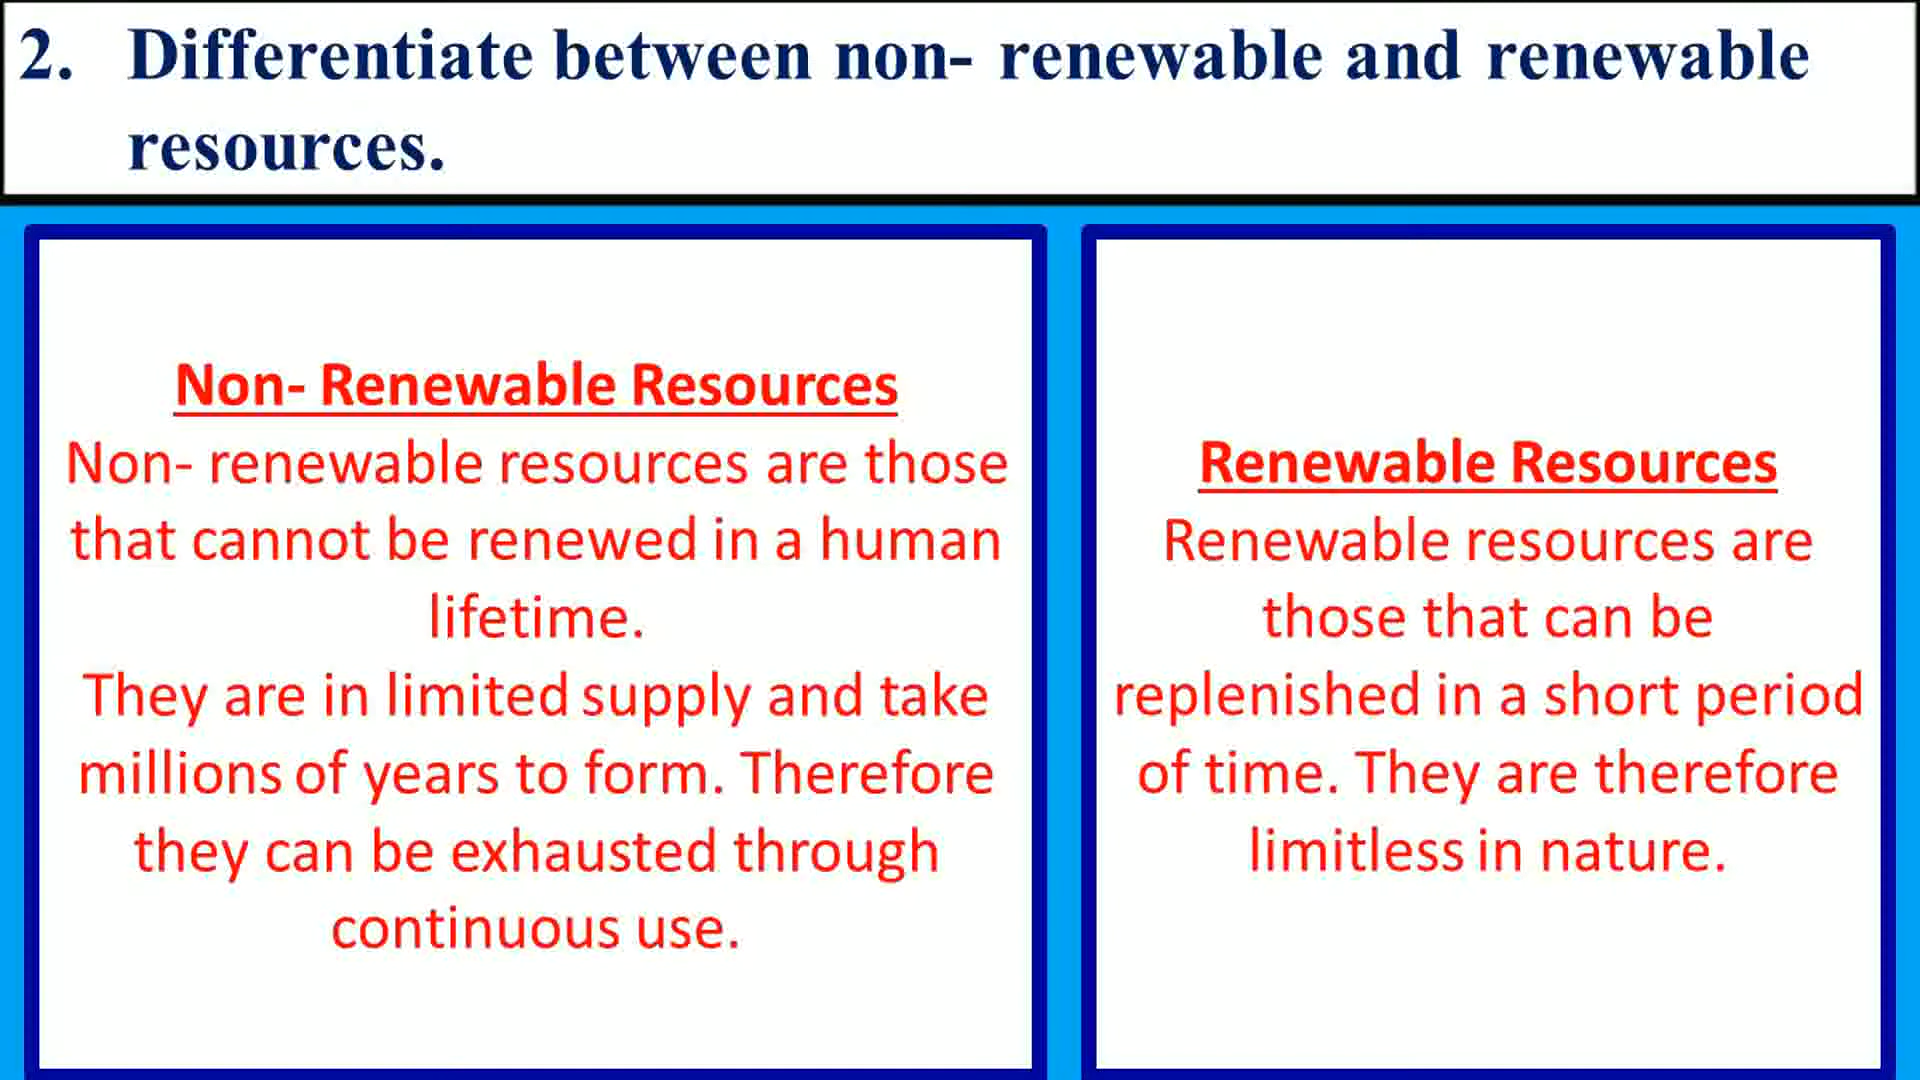 2. Differentiate between non- renewable and renewable
resources.
Non- Renewable Resources
Non- renewable resources are those
that cannot be renewed in a human
lifetime.
They are in limited supply and take
millions of years to form. Therefore
they can be exhausted through
continuous use.
Renewable Resources
Renewable resources are
those that can be
replenished in a short period
of time. They are therefore
limitless in nature.